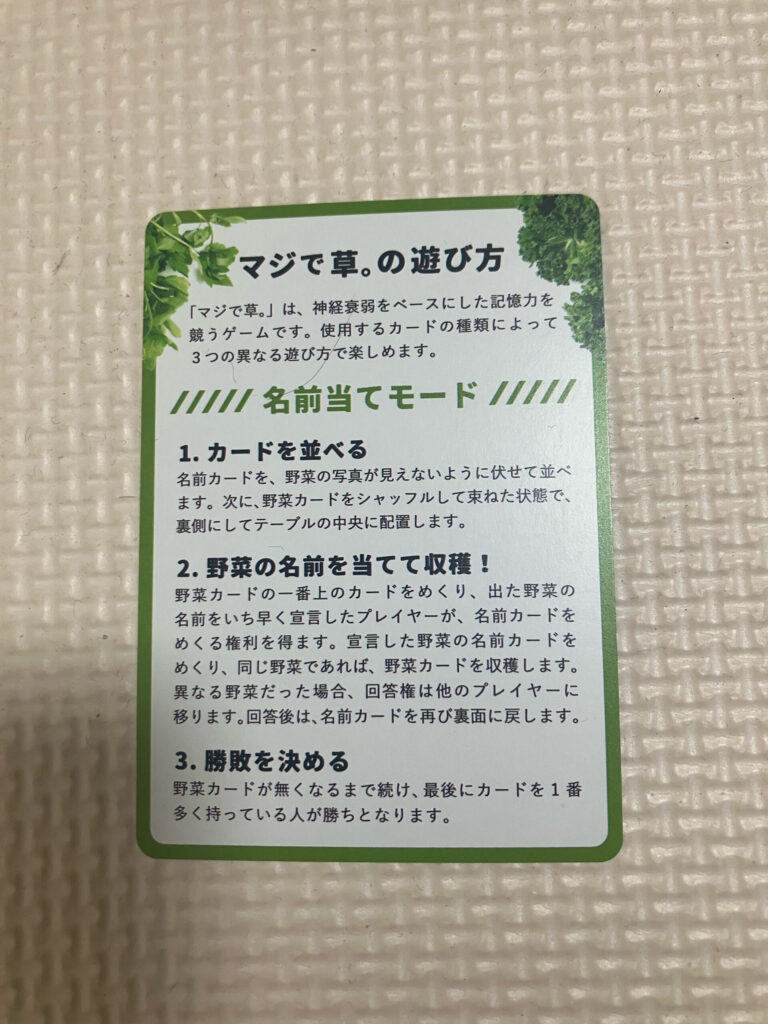 マジで草。の遊び方
「マジで草。」は、神経衰弱をベースにした記憶力を
競うゲームです。使用するカードの種類によって
3つの異なる遊び方で楽しめます。
名前当てモード
1. カードを並べる
名前カードを、野菜の写真が見えないように伏せて並べ
ます。次に、野菜カードをシャッフルして束ねた状態で、
裏側にしてテーブルの中央に配置します。
2. 野菜の名前を当てて収穫！
野菜カードの一番上のカードをめくり、出た野菜の
名前をいち早く宣言したプレイヤーが、名前カードを
めくる権利を得ます。宣言した野菜の名前カードを
めくり、同じ野菜であれば、野菜カードを収穫します。
異なる野菜だった場合、回答権は他のプレイヤーに
移ります。回答後は、名前カードを再び裏面に戻します。
3. 勝敗を決める
野菜カードが無くなるまで続け、最後にカードを1番
多く持っている人が勝ちとなります。